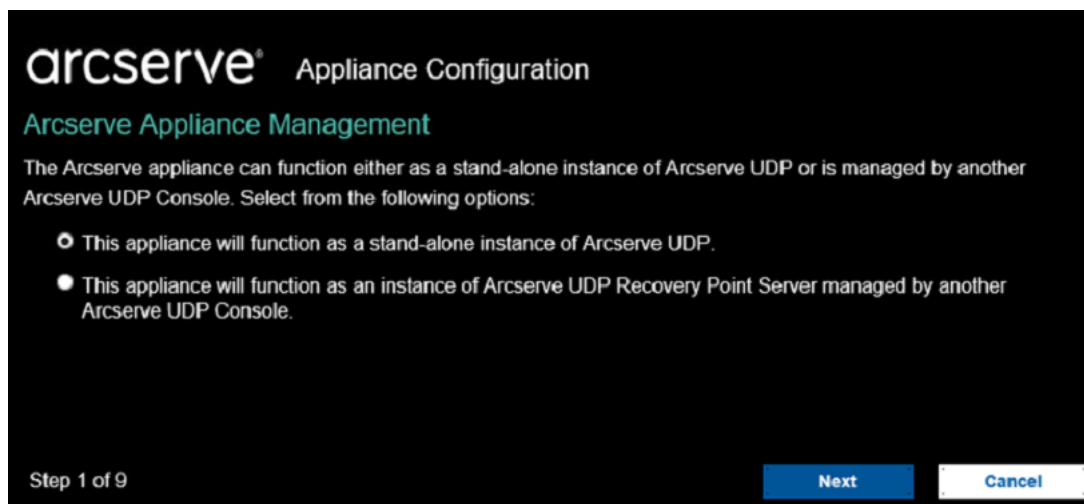 arcserve® Appliance Configuration
Arcserve Appliance Management
The Arcserve appliance can function either as a stand-alone instance of Arcserve UDP or is managed by another
Arcserve UDP Console. Select from the following options:
This appliance will function as a stand-alone instance of Arcserve UDP.
This appliance will function as an instance of Arcserve UDP Recovery Point Server managed by another
Arcserve UDP Console.
Step 1 of 9 Next Cancel